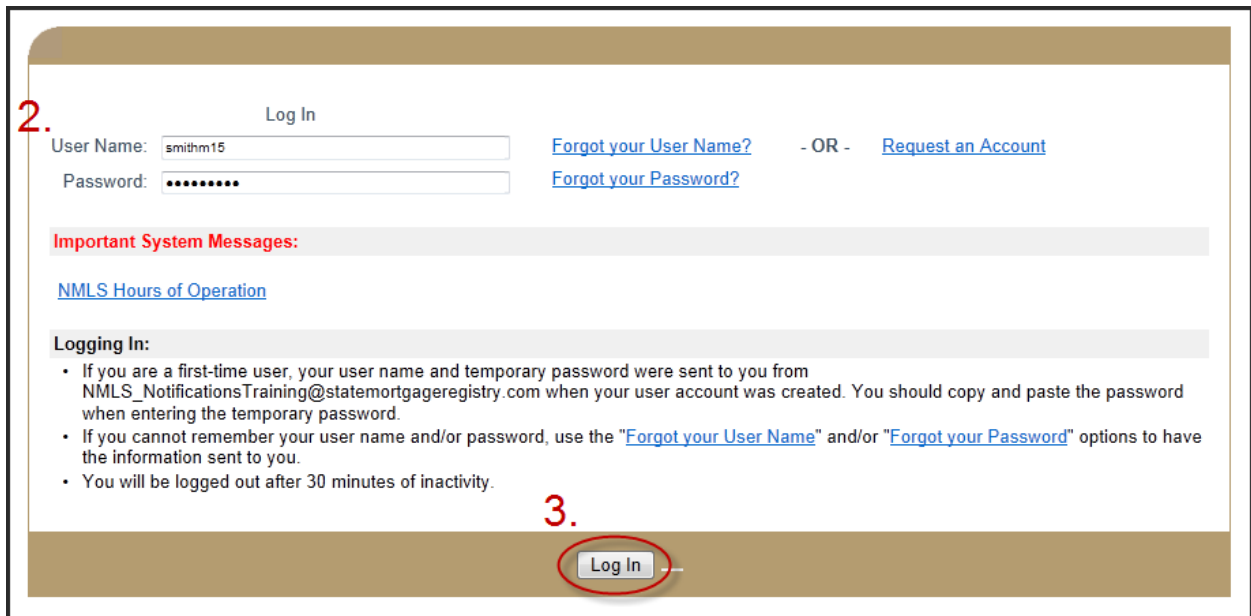 2.
Log In
User Name: smithm15 Forgot your User Name? - OR - Request an Account
Password: ••••••••• Forgot your Password?
Important System Messages:
NMLS Hours of Operation
Logging In:
• If you are a first-time user, your user name and temporary password were sent to you from
NMLS_NotificationsTraining@statemortgageregistry.com when your user account was created. You should copy and paste the password
when entering the temporary password.
• If you cannot remember your user name and/or password, use the "Forgot your User Name" and/or "Forgot your Password" options to have
the information sent to you.
• You will be logged out after 30 minutes of inactivity.
3.
Log In